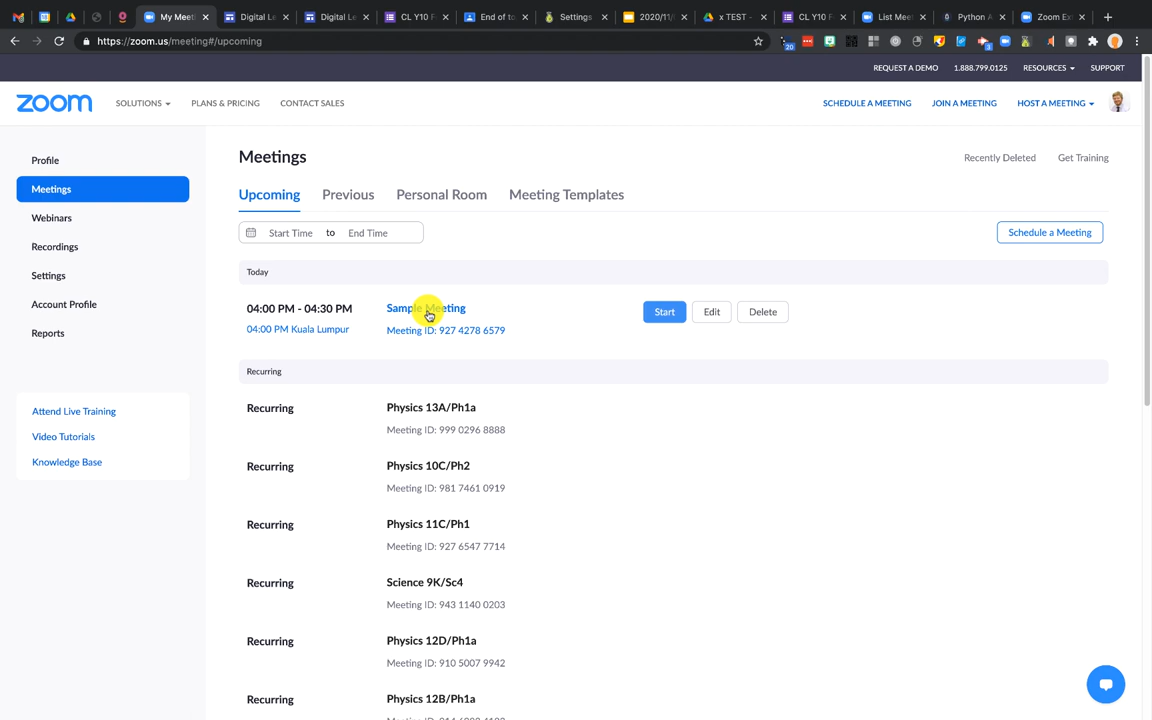 My Meet
Digital Le
Digital Le
CL Y10 F
End of to
Settings
2020/11/
x TEST -
CL Y10 F
List Meet
Python A
Zoom Ex
https://zoom.us/meeting#/upcoming
20
3
REQUEST A DEMO 1.888.799.0125 RESOURCES SUPPORT
zoom SOLUTIONS PLANS & PRICING CONTACT SALES SCHEDULE A MEETING JOIN A MEETING HOST A MEETING
Profile
Meetings
Webinars
Recordings
Settings
Account Profile
Reports
Attend Live Training
Video Tutorials
Knowledge Base
Meetings
Recently Deleted Get Training
Upcoming Previous Personal Room Meeting Templates
Start Time to End Time
Schedule a Meeting
Today
04:00 PM - 04:30 PM Sample Meeting
Start Edit Delete
04:00 PM Kuala Lumpur Meeting ID: 927 4278 6579
Recurring
Recurring Physics 13A/Ph1a
Meeting ID: 999 0296 8888
Recurring Physics 10C/Ph2
Meeting ID: 981 7461 0919
Recurring Physics 11C/Ph1
Meeting ID: 927 6547 7714
Recurring Science 9K/Sc4
Meeting ID: 943 1140 0203
Recurring Physics 12D/Ph1a
Meeting ID: 910 5007 9942
Recurring Physics 12B/Ph1a